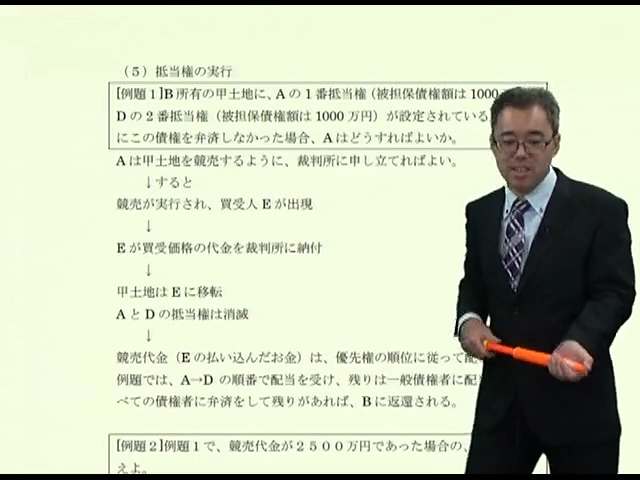 （５）抵当権の実行
[例題１]Ｂ所有の甲土地に、Ａの１番抵当権（被担保債権額は 1000
Ｄの２番抵当権（被担保債権額は 1000 万円）が設定されている
にこの債権を弁済しなかった場合、Ａはどうすればよいか。
Ａは甲土地を競売するように、裁判所に申し立てればよい。
↓すると
競売が実行され、買受人Ｅが出現
↓
Ｅが買受価格の代金を裁判所に納付
↓
甲土地はＥに移転
ＡとＤの抵当権は消滅
↓
競売代金（Ｅの払い込んだお金）は、優先権の順位に従って配
例題では、Ａ→Ｄ の順番で配当を受け、残りは一般債権者に配
べての債権者に弁済をして残りがあれば、Ｂに返還される。
[例題２]例題１で、競売代金が２５００万円であった場合の、
えよ。